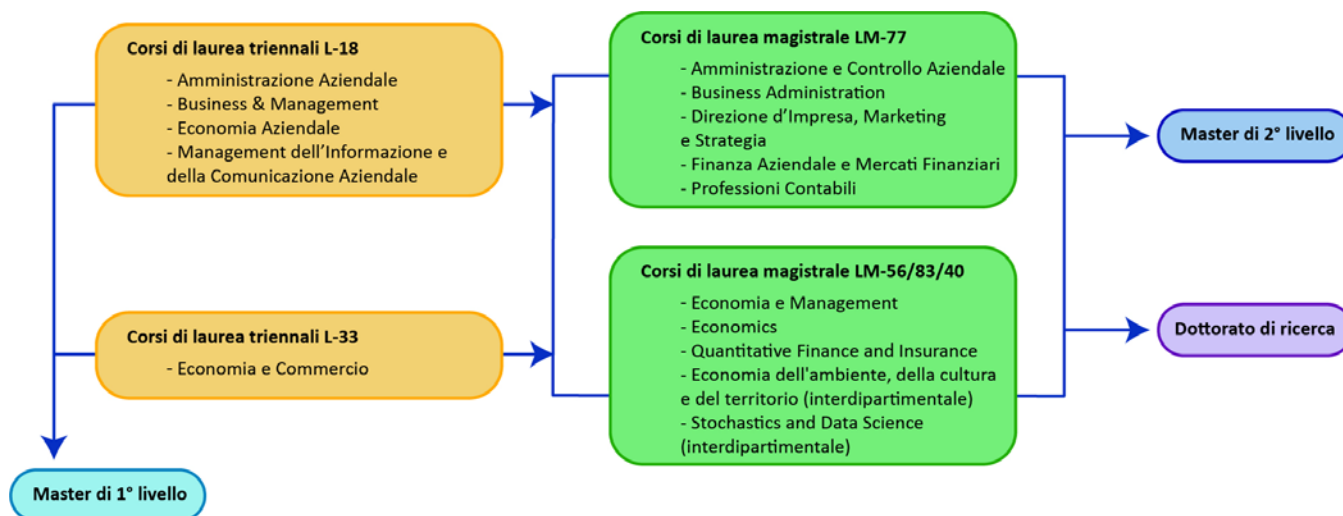 Corsi di laurea triennali L-18
- Amministrazione Aziendale
- Business & Management
- Economia Aziendale
- Management dell'Informazione e
della Comunicazione Aziendale
Corsi di laurea triennali L-33
- Economia e Commercio
Master di 1° livello
Corsi di laurea magistrale LM-77
- Amministrazione e Controllo Aziendale
- Business Administration
- Direzione d'Impresa, Marketing
e Strategia
- Finanza Aziendale e Mercati Finanziari
- Professioni Contabili
Corsi di laurea magistrale LM-56/83/40
- Economia e Management
- Economics
- Quantitative Finance and Insurance
- Economia dell'ambiente, della cultura
e del territorio (interdipartimentale)
- Stochastics and Data Science
(interdipartimentale)
Master di 2° livello
Dottorato di ricerca